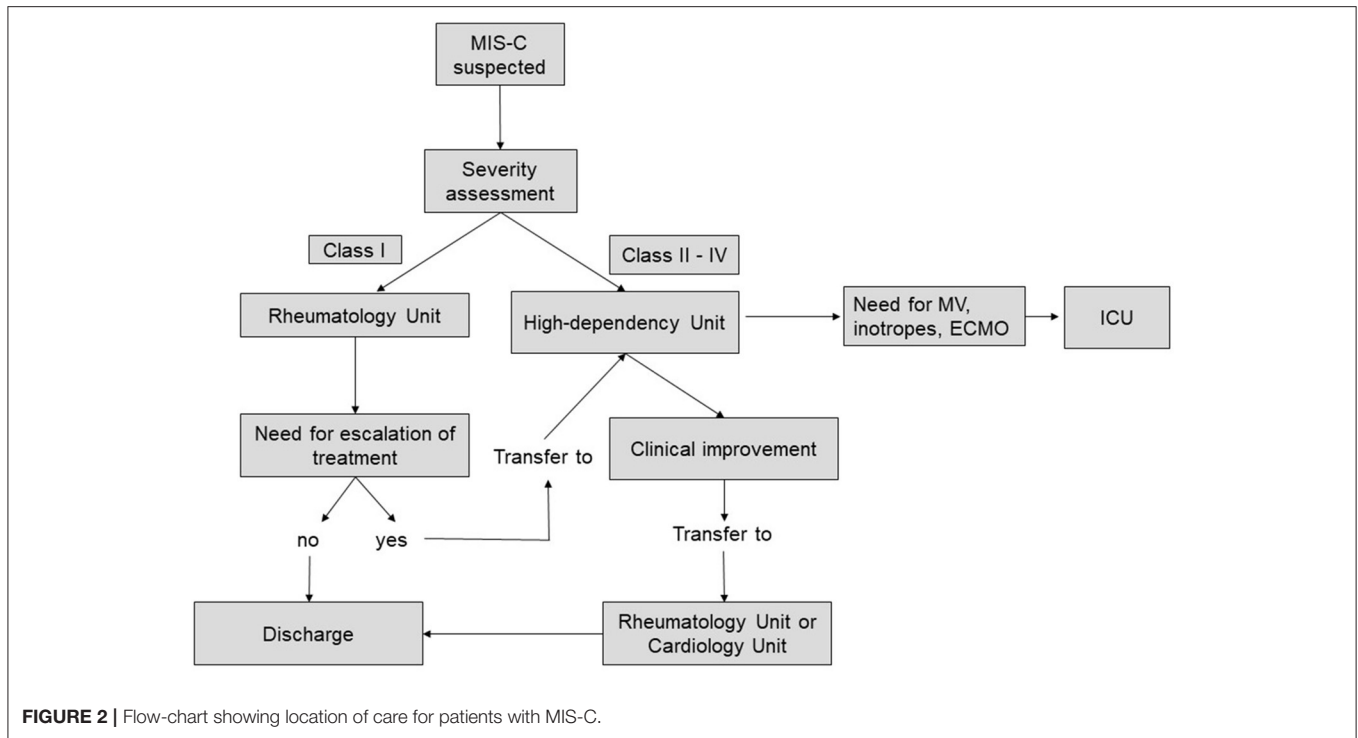 MIS-C
suspected
Severity
assessment
Class I
Class II - IV
Rheumatology Unit
High-dependency Unit
Need for MV,
inotropes, ECMO
ICU
Need for escalation of
treatment
Transfer to
Clinical improvement
no
yes
Transfer to
Discharge
Rheumatology Unit or
Cardiology Unit
FIGURE 2 | Flow-chart showing location of care for patients with MIS-C.